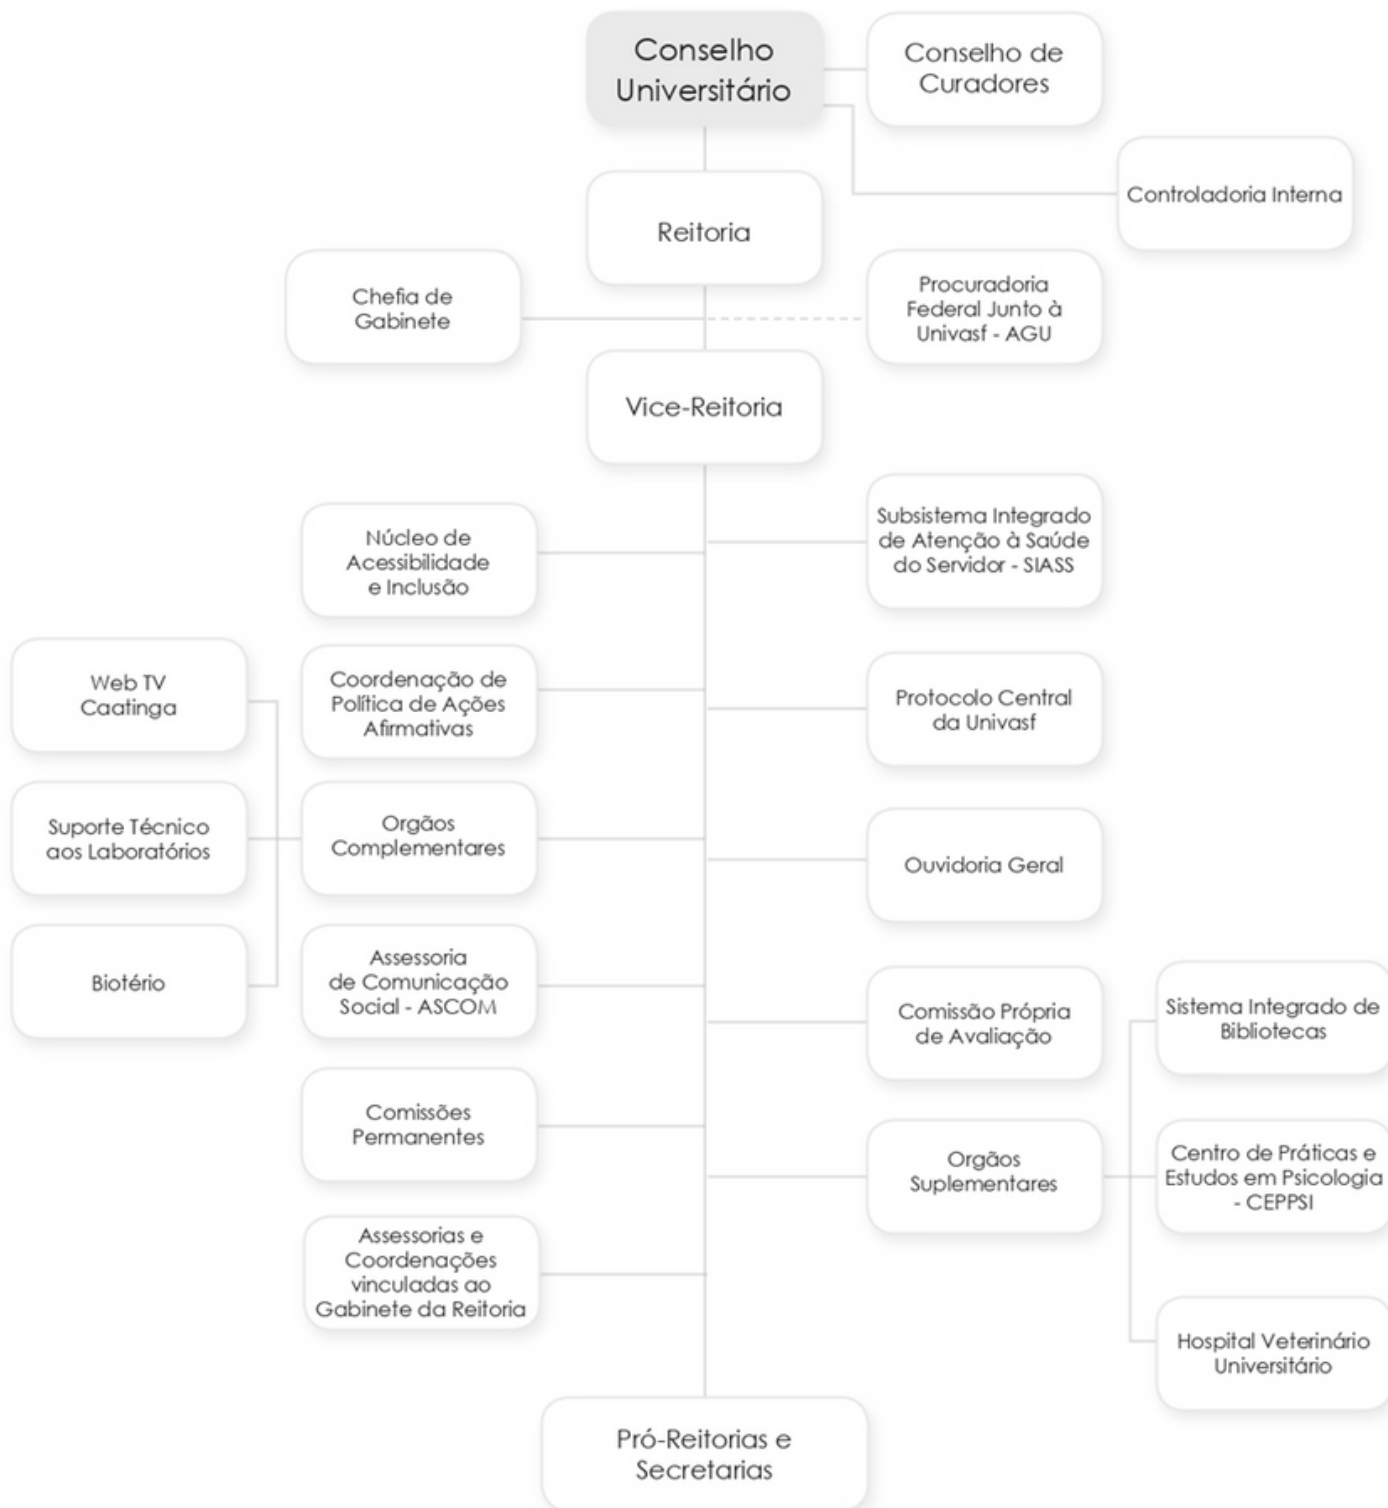 Conselho
Universitário
Conselho de
Curadores
Controladoria Interna
Reitoria
Chefia de
Gabinete
Procuradoria
Federal Junto à
Univasf - AGU
Vice-Reitoria
Núcleo de
Acessibilidade
e Inclusão
Subsistema Integrado
de Atenção à Saúde
do Servidor - SIASS
Web TV
Caatinga
Coordenação de
Política de Ações
Afirmativas
Protocolo Central
da Univasf
Suporte Técnico
aos Laboratórios
Orgãos
Complementares
Ouvidoria Geral
Biotério
Assessoria
de Comunicação
Social - ASCOM
Comissão Própria
de Avaliação
Sistema Integrado de
Bibliotecas
Comissões
Permanentes
Orgãos
Suplementares
Centro de Práticas e
Estudos em Psicologia
- CEPPSI
Assessorias e
Coordenações
vinculadas ao
Gabinete da Reitoria
Hospital Veterinário
Universitário
Pró-Reitorias e
Secretarias